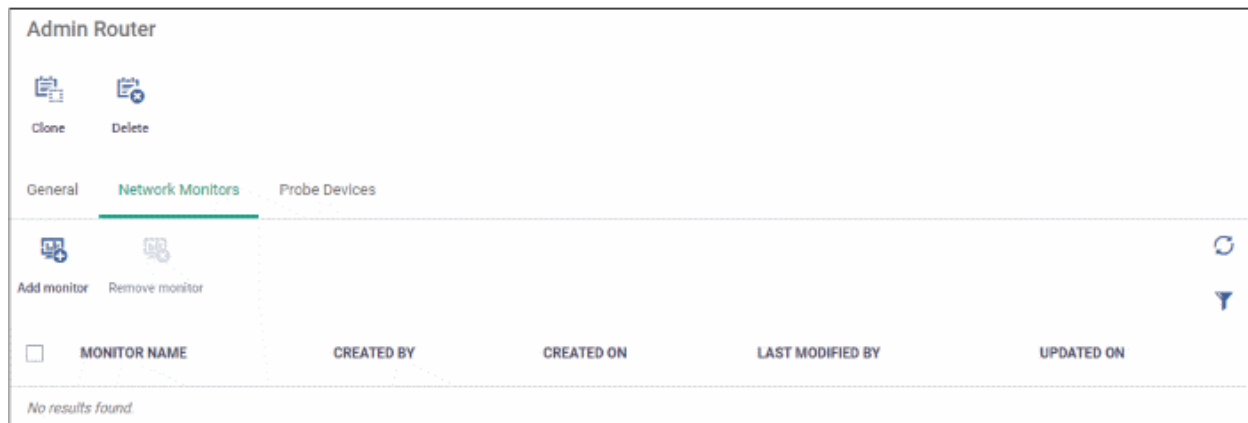 Admin Router
Clone Delete
General Network Monitors Probe Devices
Add monitor Remove monitor
MONITOR NAME CREATED BY CREATED ON LAST MODIFIED BY UPDATED ON
No results found.